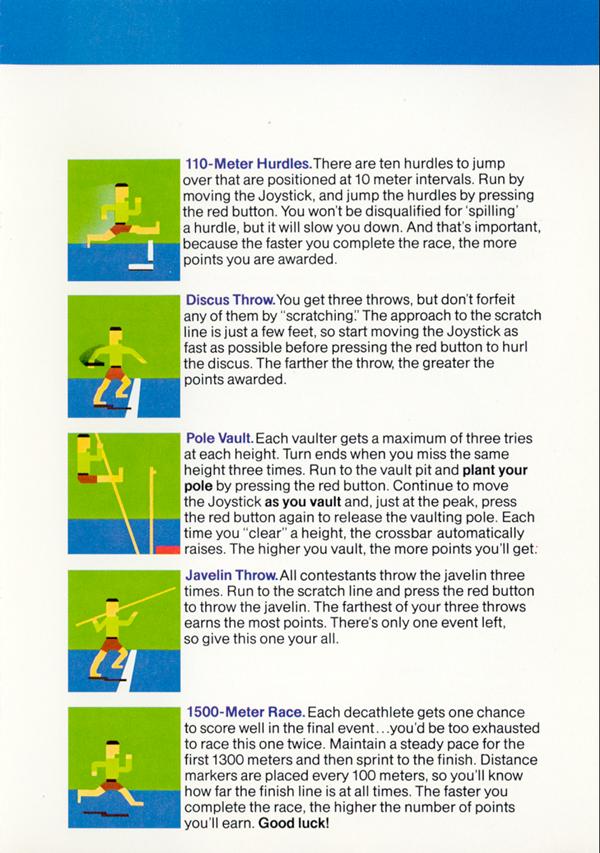 110-Meter Hurdles. There are ten hurdles to jump
over that are positioned at 10 meter intervals. Run by
moving the Joystick, and jump the hurdles by pressing
the red button. You won't be disqualified for 'spilling'
a hurdle, but it will slow you down. And that's important,
because the faster you complete the race, the more
points you are awarded.
Discus Throw. You get three throws, but don't forfeit
any of them by "scratching." The approach to the scratch
line is just a few feet, so start moving the Joystick as
fast as possible before pressing the red button to hurl
the discus. The farther the throw, the greater the
points awarded.
Pole Vault. Each vaulter gets a maximum of three tries
at each height. Turn ends when you miss the same
height three times. Run to the vault pit and plant your
pole by pressing the red button. Continue to move
the Joystick as you vault and, just at the peak, press
the red button again to release the vaulting pole. Each
time you "clear" a height, the crossbar automatically
raises. The higher you vault, the more points you'll get.
Javelin Throw. All contestants throw the javelin three
times. Run to the scratch line and press the red button
to throw the javelin. The farthest of your three throws
earns the most points. There's only one event left,
so give this one your all.
1500-Meter Race. Each decathlete gets one chance
to score well in the final event...you'd be too exhausted
to race this one twice. Maintain a steady pace for the
first 1300 meters and then sprint to the finish. Distance
markers are placed every 100 meters, so you'll know
how far the finish line is at all times. The faster you
complete the race, the higher the number of points
you'll earn. Good luck!